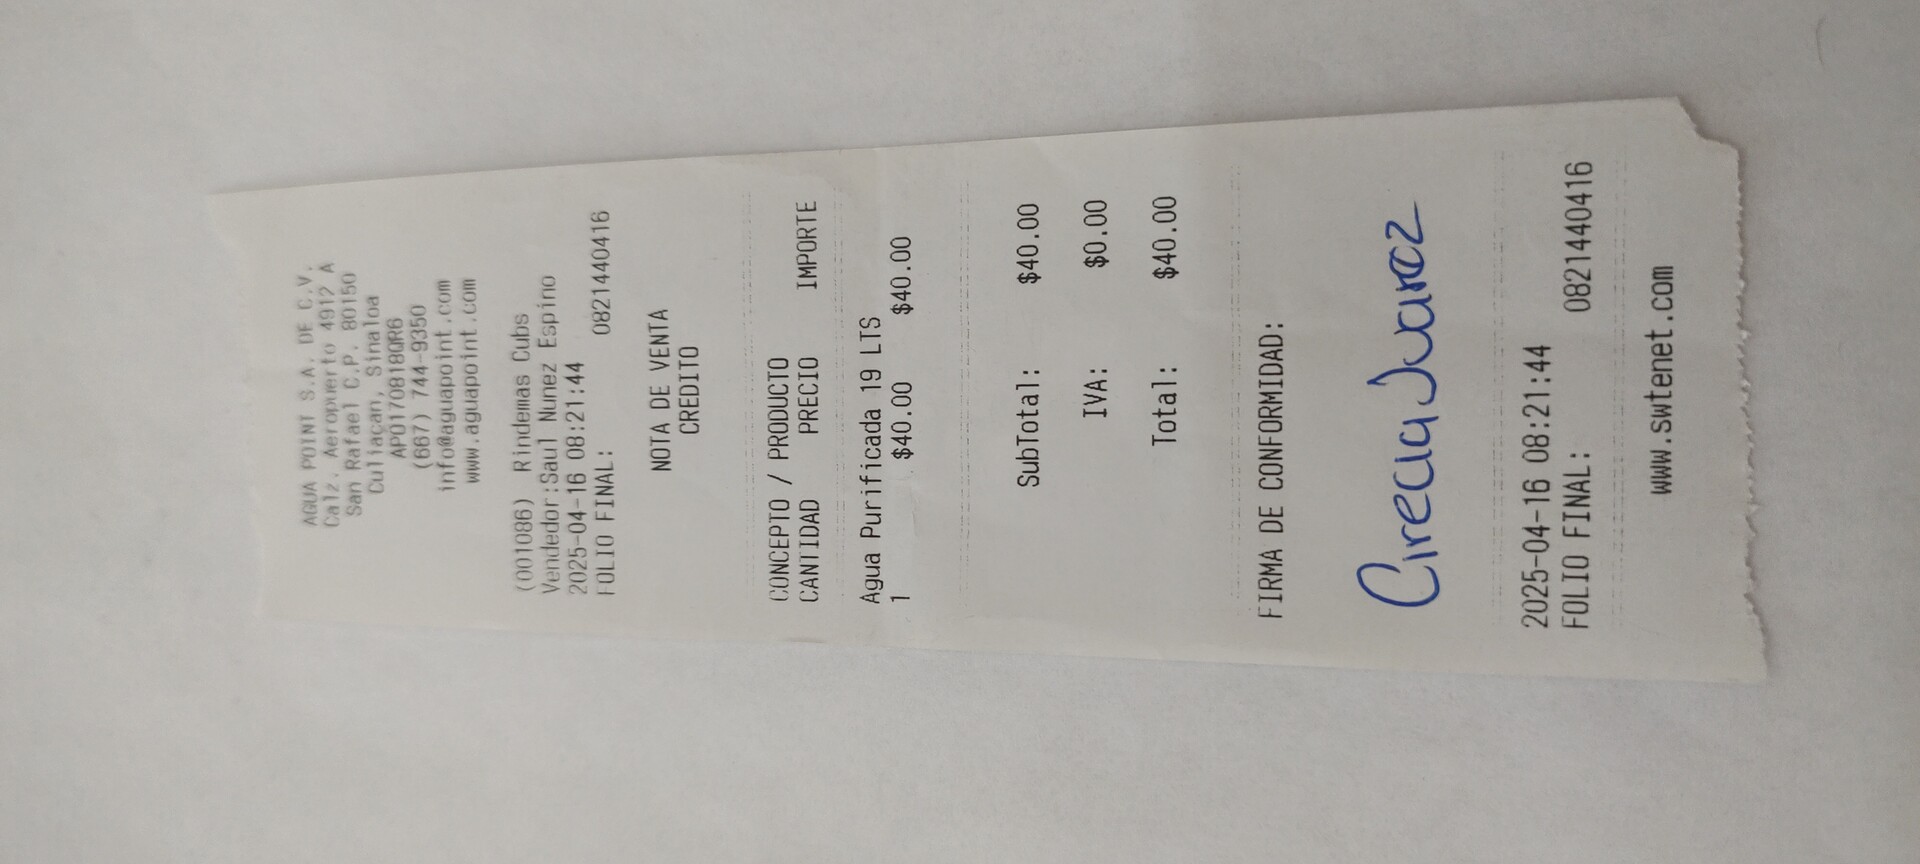 AGUA POINT S.A. DE C.V.
Calz. Aeropuerto 4912 A
San Rafael C.P. 80150
Culiacan, Sinaloa
APO170818QR6
(667) 744-9350
info@aguapoint.com
www.aguapoint.com
(001086) Rindemas Cubs
Vendedor:Saul Nunez Espino
2025-04-16 08:21:44
FOLIO FINAL: 0821440416
NOTA DE VENTA
CREDITO
CONCEPTO / PRODUCTO
CANTIDAD PRECIO IMPORTE
Agua Purificada 19 LTS
1 $40.00 $40.00
SubTotal: $40.00
IVA: $0.00
Total: $40.00
FIRMA DE CONFORMIDAD:
Grecia Juarez
2025-04-16 08:21:44
FOLIO FINAL: 0821440416
www.swtenet.com